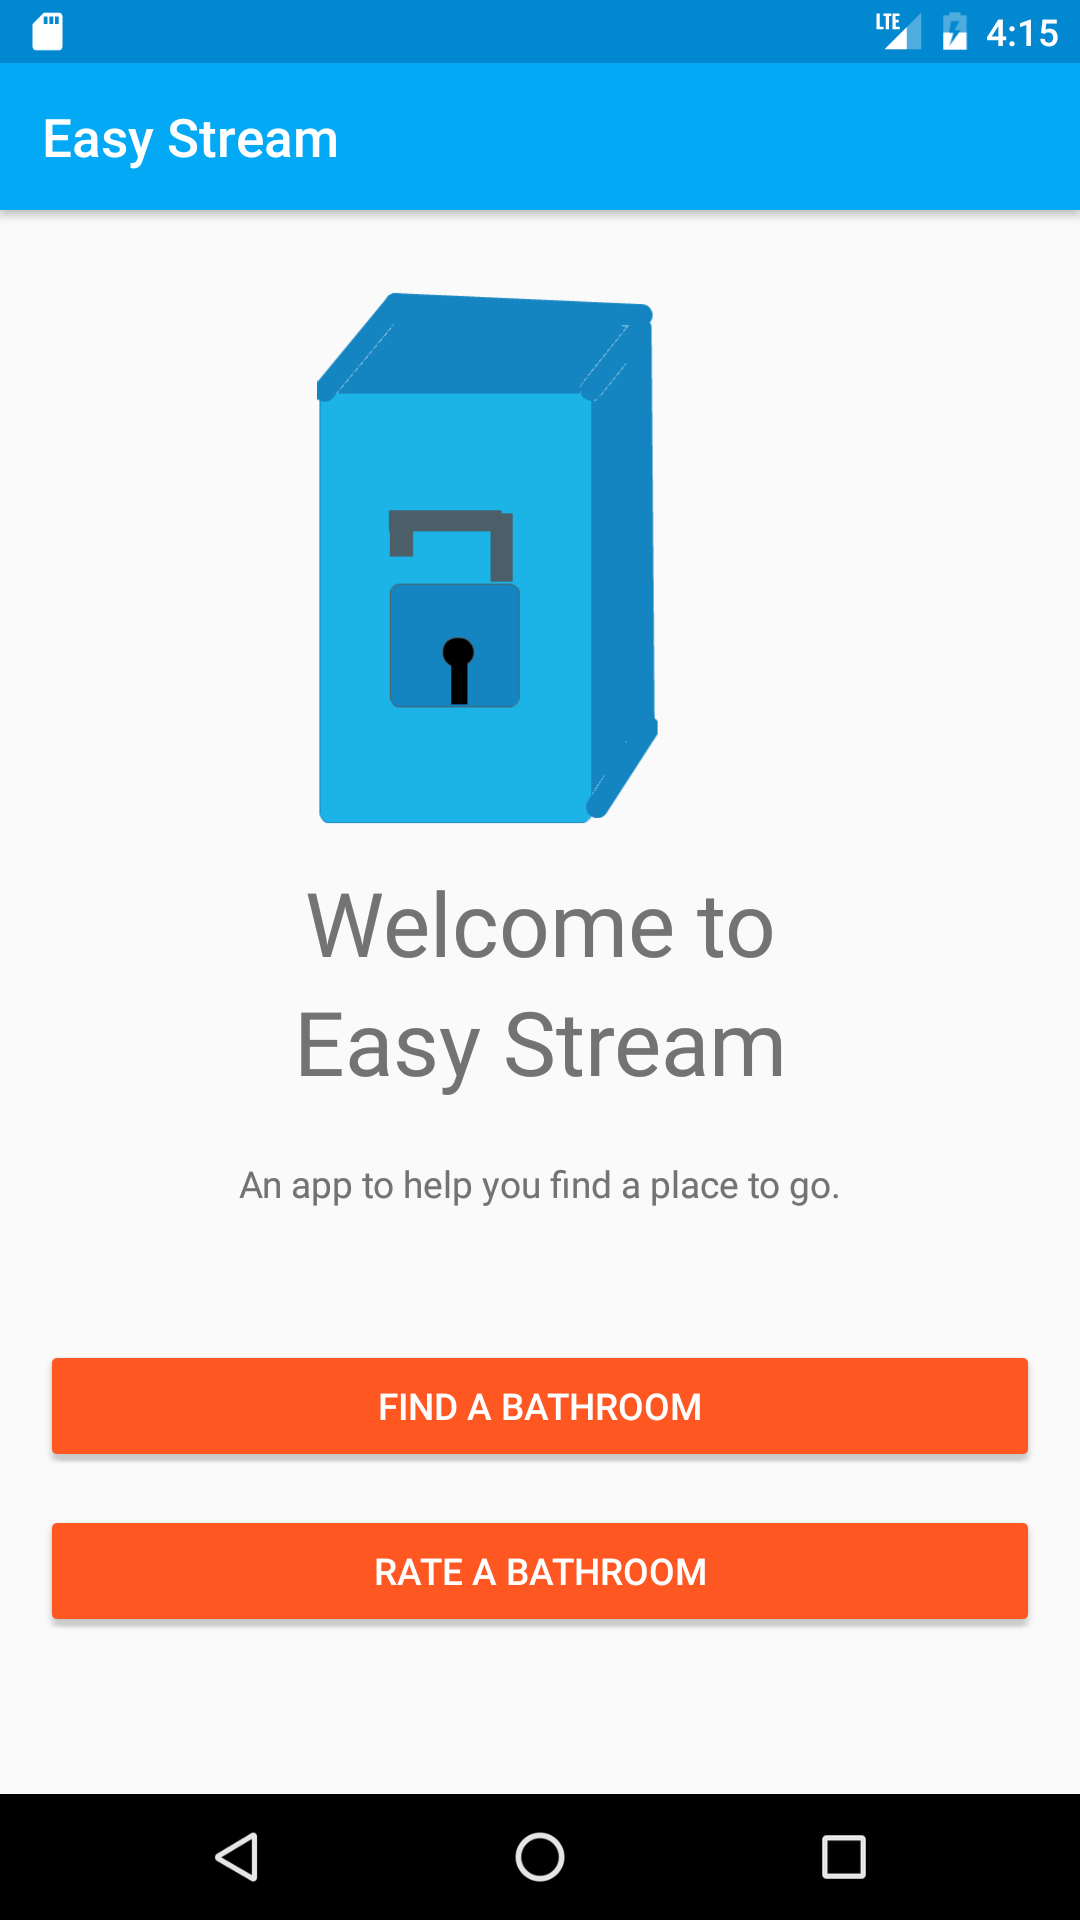 LTE 4:15
Easy Stream
Welcome to
Easy Stream
An app to help you find a place to go.
FIND A BATHROOM
RATE A BATHROOM